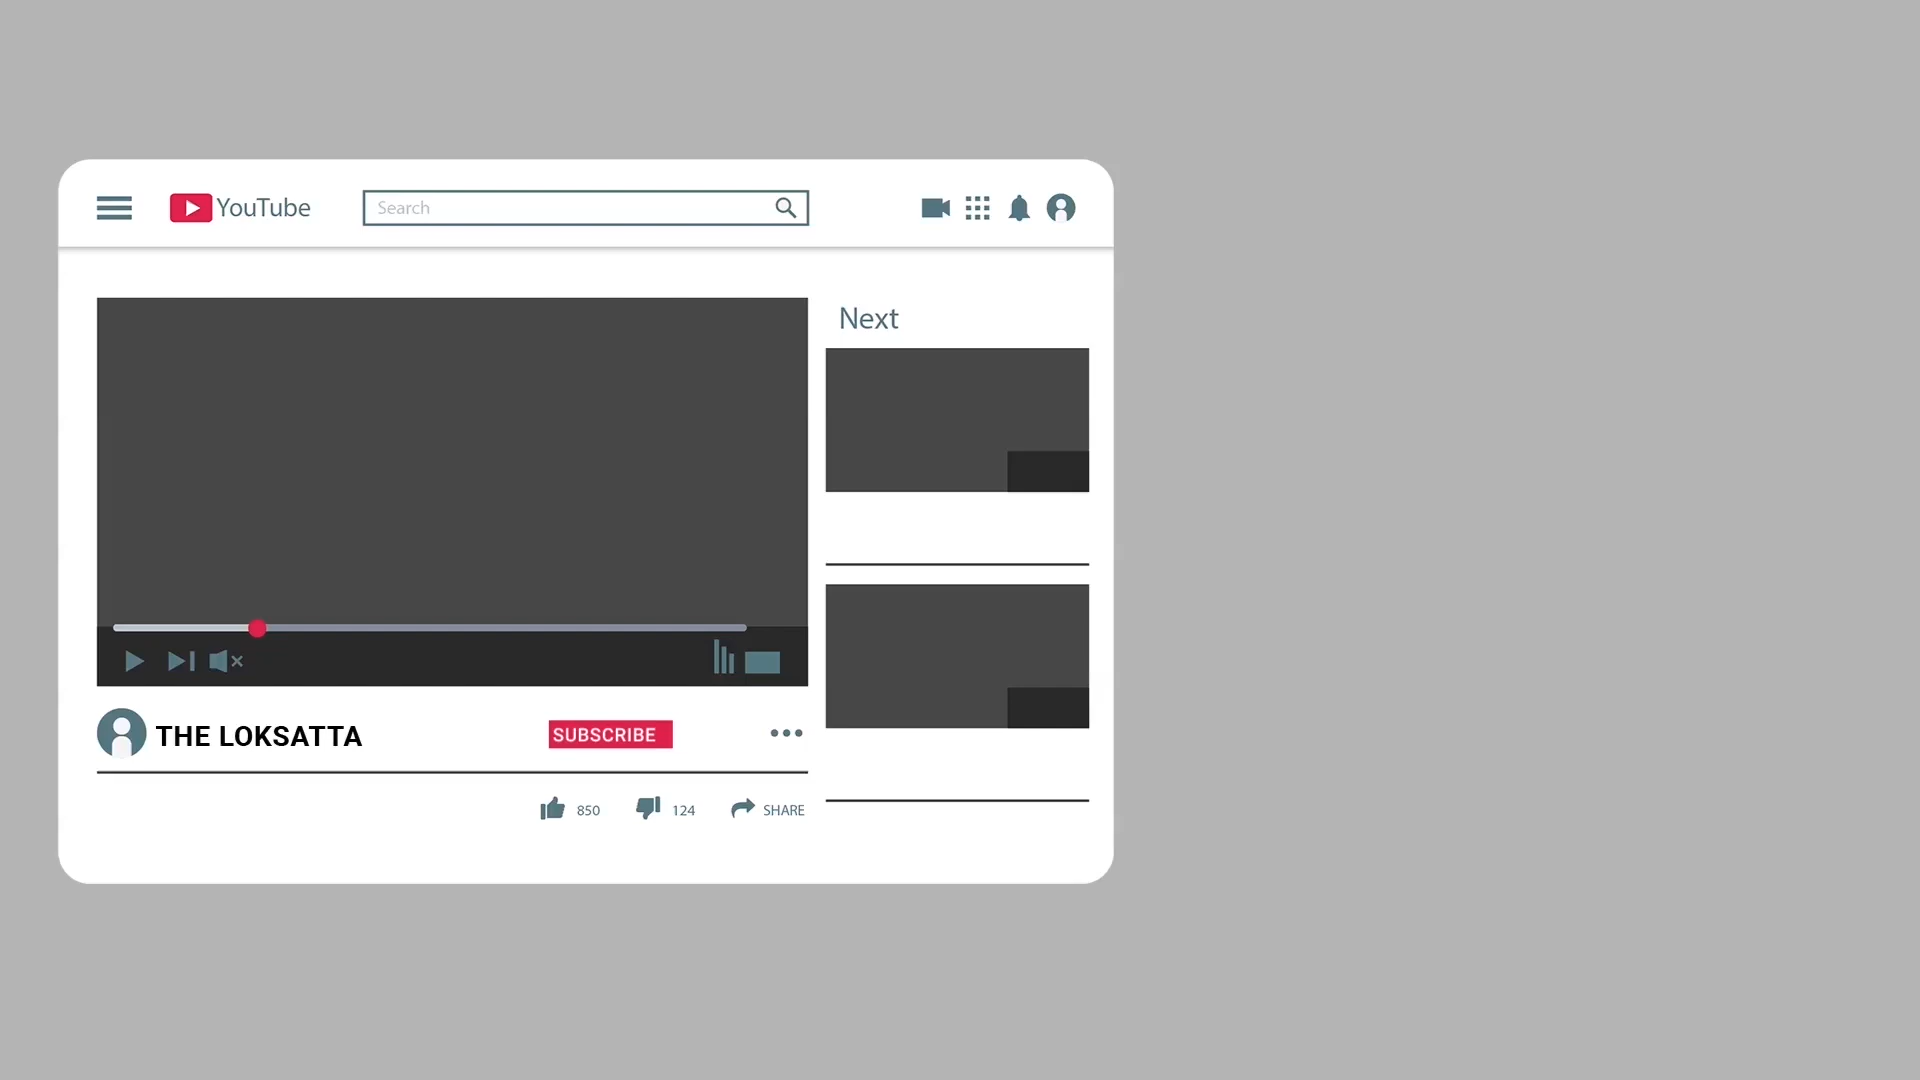 YouTube
Search
Next
THE LOKSATTA
SUBSCRIBE
850
124
SHARE